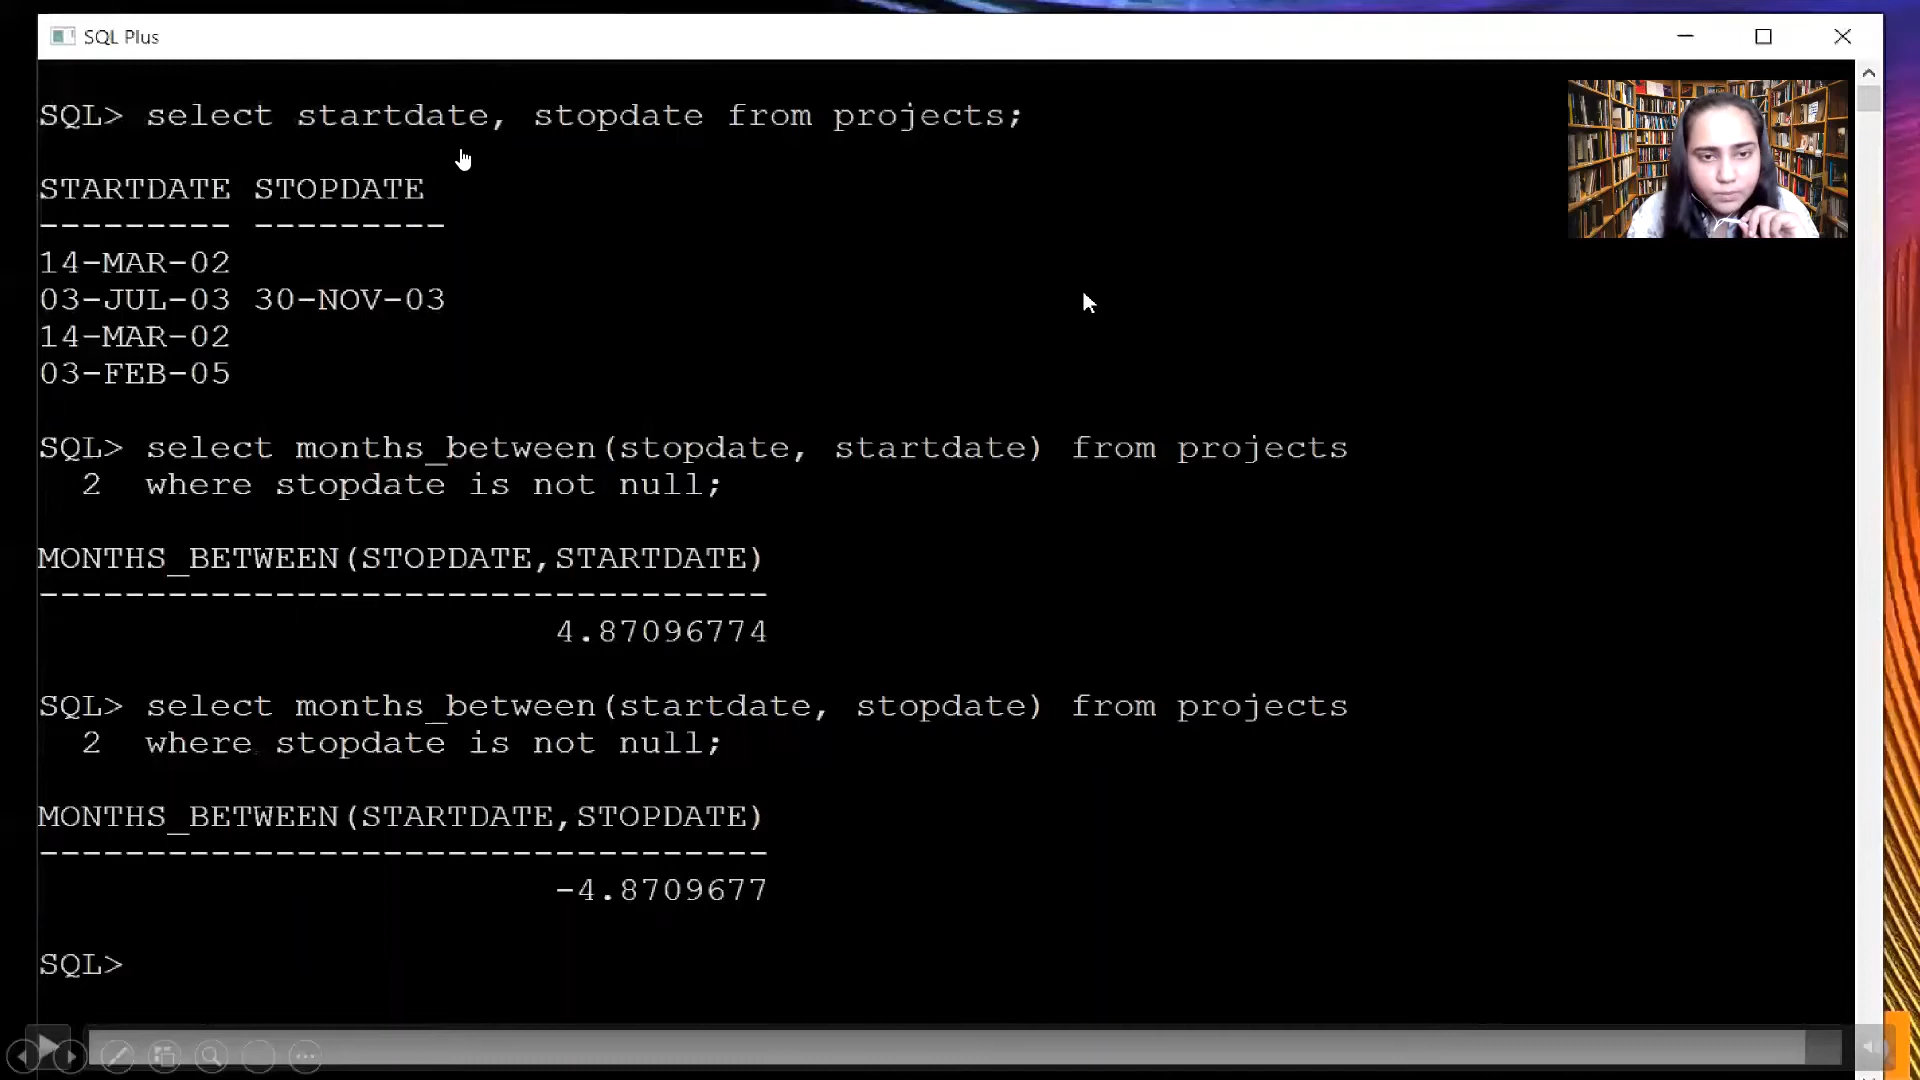 SQL Plus
SQL> select startdate, stopdate from projects;
STARTDATE STOPDATE
--------- ---------
14-MAR-02
03-JUL-03 30-NOV-03
14-MAR-02
03-FEB-05
SQL> select months_between(stopdate, startdate) from projects
2 where stopdate is not null;
MONTHS_BETWEEN(STOPDATE,STARTDATE)
----------------------------------
4.87096774
SQL> select months_between(startdate, stopdate) from projects
2 where stopdate is not null;
MONTHS_BETWEEN(STARTDATE,STOPDATE)
----------------------------------
-4.8709677
SQL>